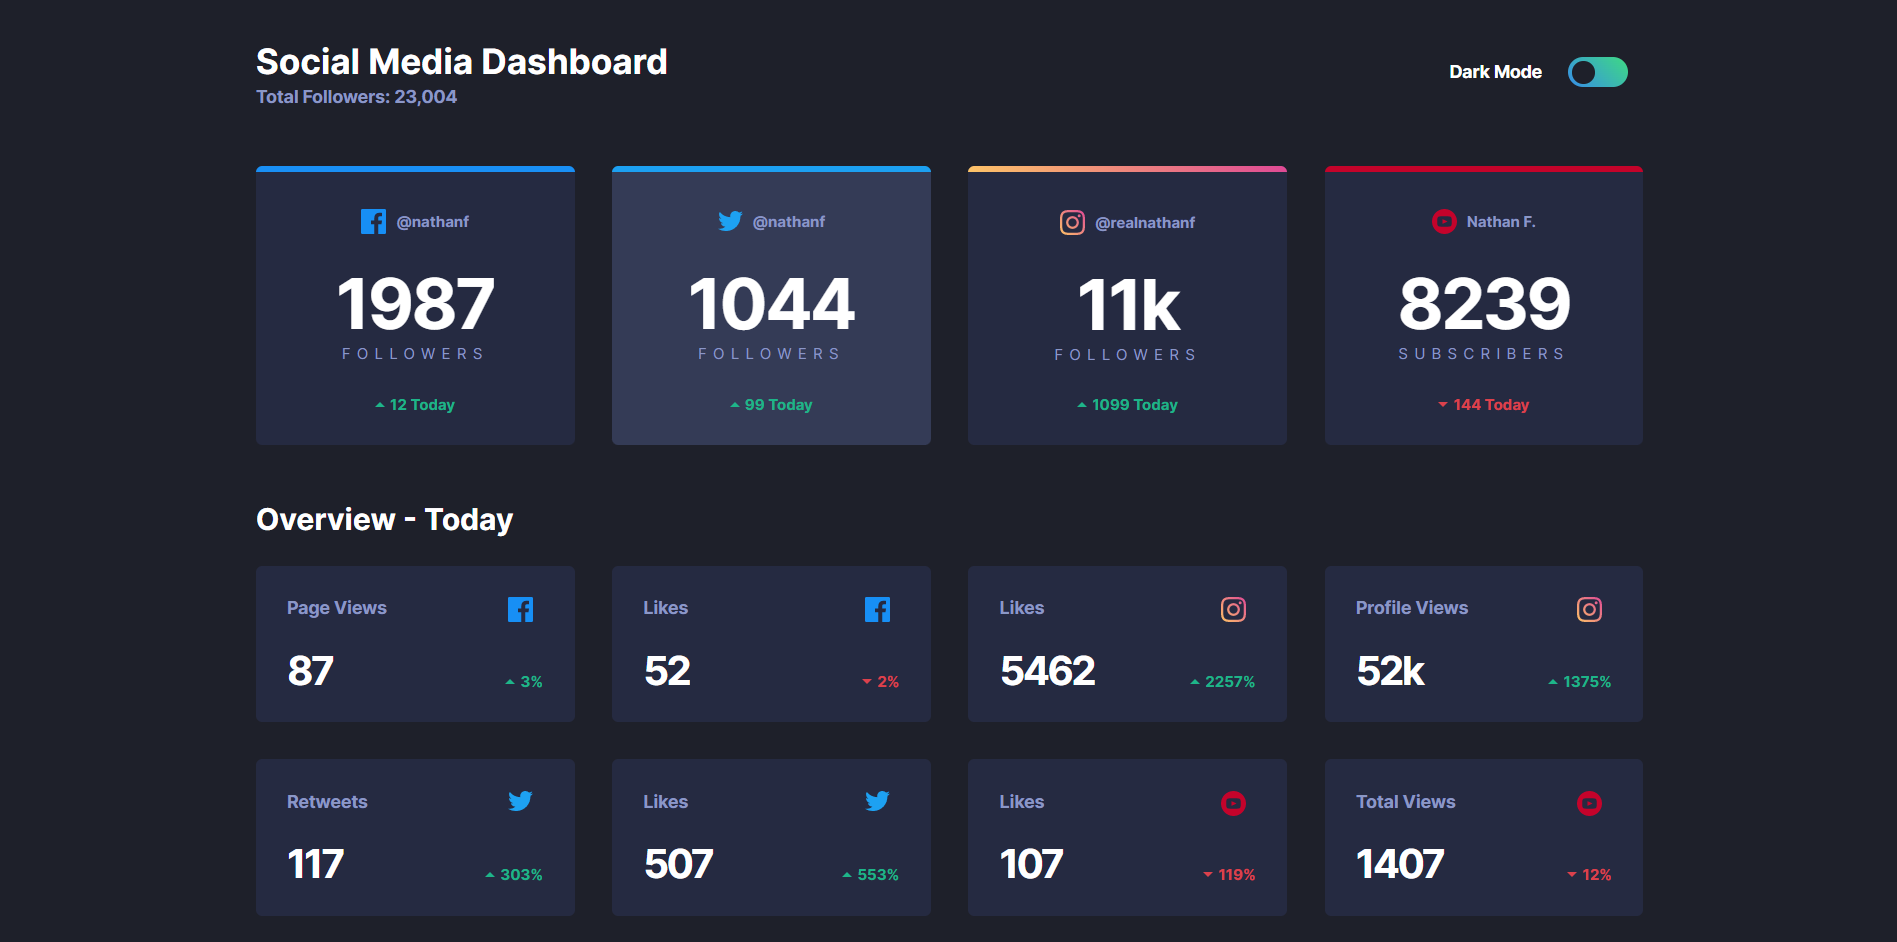 Social Media Dashboard
Total Followers: 23,004
Dark Mode
@nathanf
1987
FOLLOWERS
12 Today
@nathanf
1044
FOLLOWERS
99 Today
@realnathanf
11k
FOLLOWERS
1099 Today
Nathan F.
8239
SUBSCRIBERS
144 Today
Overview - Today
Page Views
87
3%
Likes
52
2%
Likes
5462
2257%
Profile Views
52k
1375%
Retweets
117
303%
Likes
507
553%
Likes
107
119%
Total Views
1407
12%